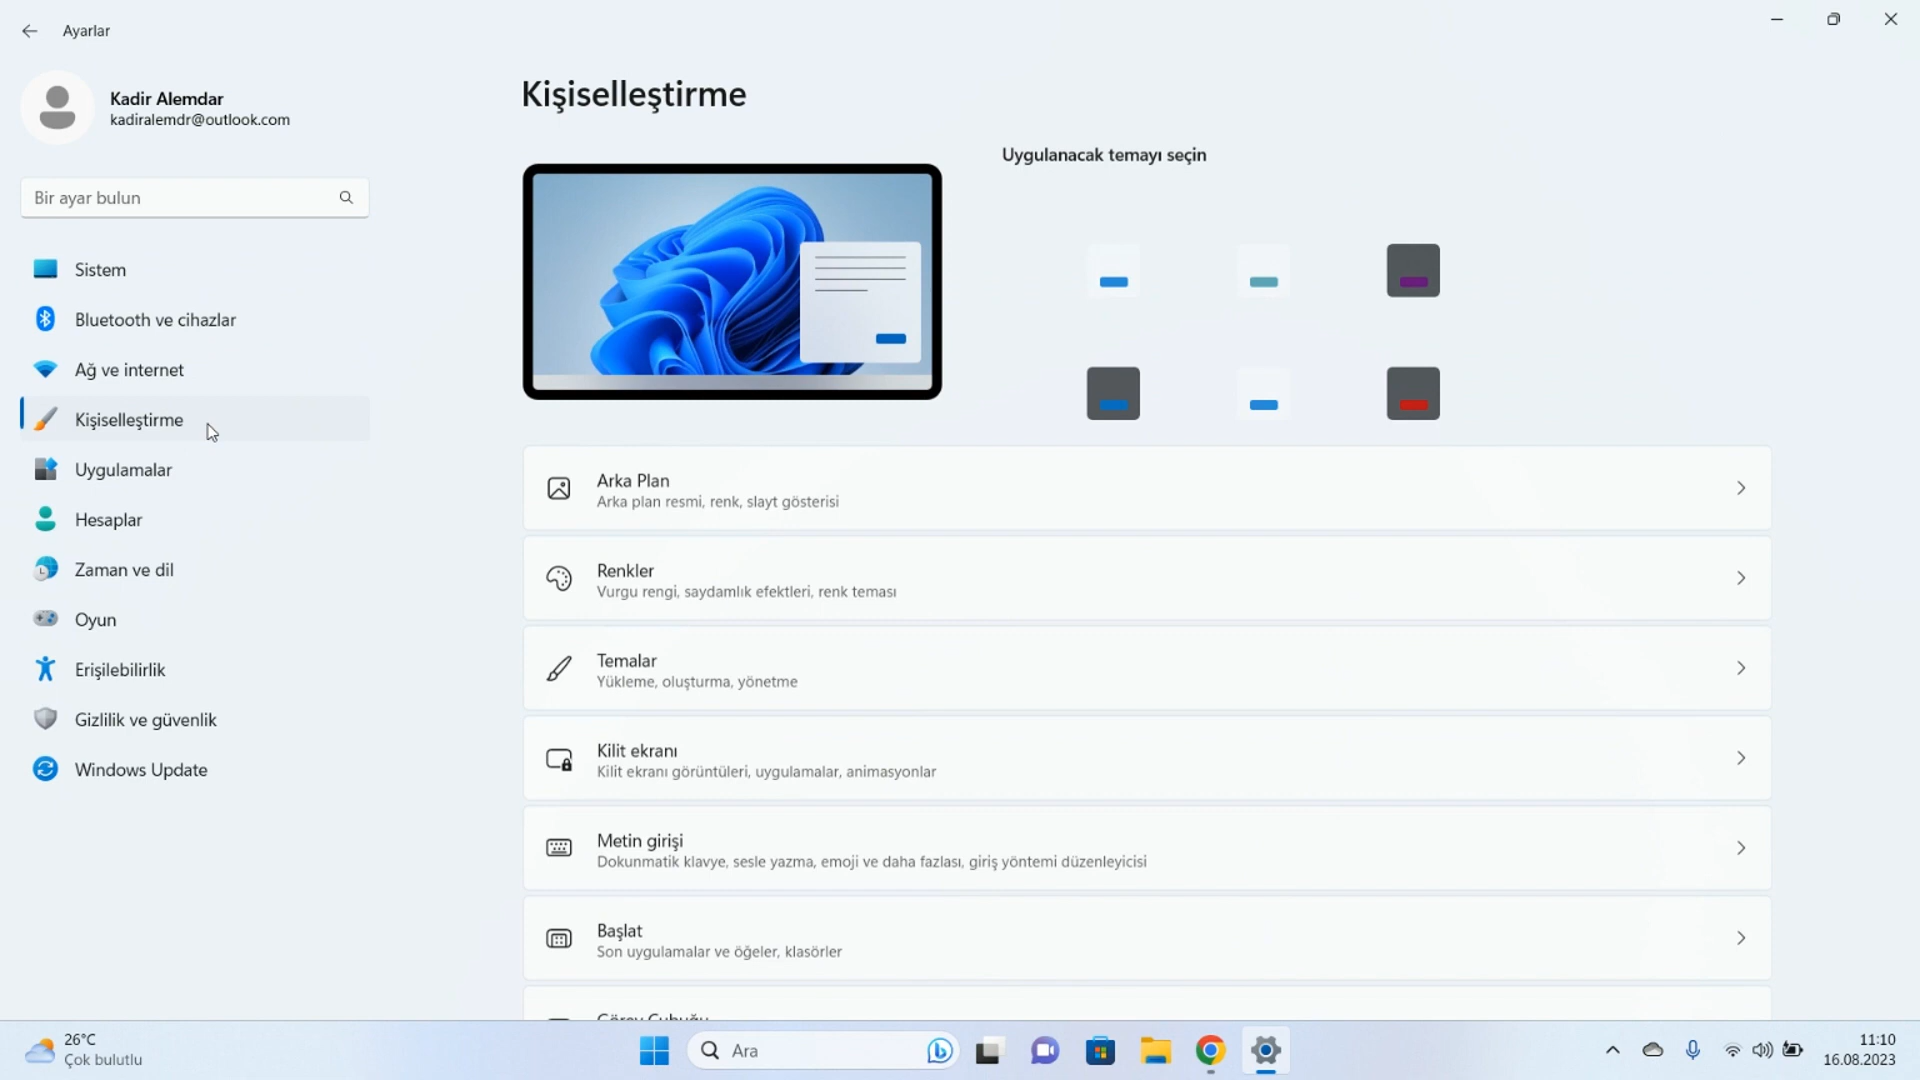 Ayarlar
Kadir Alemdar
kadiralemdr@outlook.com
Bir ayar bulun
Sistem
Bluetooth ve cihazlar
Ağ ve internet
Kişiselleştirme
Uygulamalar
Hesaplar
Zaman ve dil
Oyun
Erişilebilirlik
Gizlilik ve güvenlik
Windows Update
Kişiselleştirme
Uygulanacak temayı seçin
Arka Plan
Arka plan resmi, renk, slayt gösterisi
Renkler
Vurgu rengi, saydamlık efektleri, renk teması
Temalar
Yükleme, oluşturma, yönetme
Kilit ekranı
Kilit ekranı görüntüleri, uygulamalar, animasyonlar
Metin girişi
Dokunmatik klavye, sesle yazma, emoji ve daha fazlası, giriş yöntemi düzenleyicisi
Başlat
Son uygulamalar ve öğeler, klasörler
Görev Çubuğu
26°C
Çok bulutlu
Ara
11:10
16.08.2023